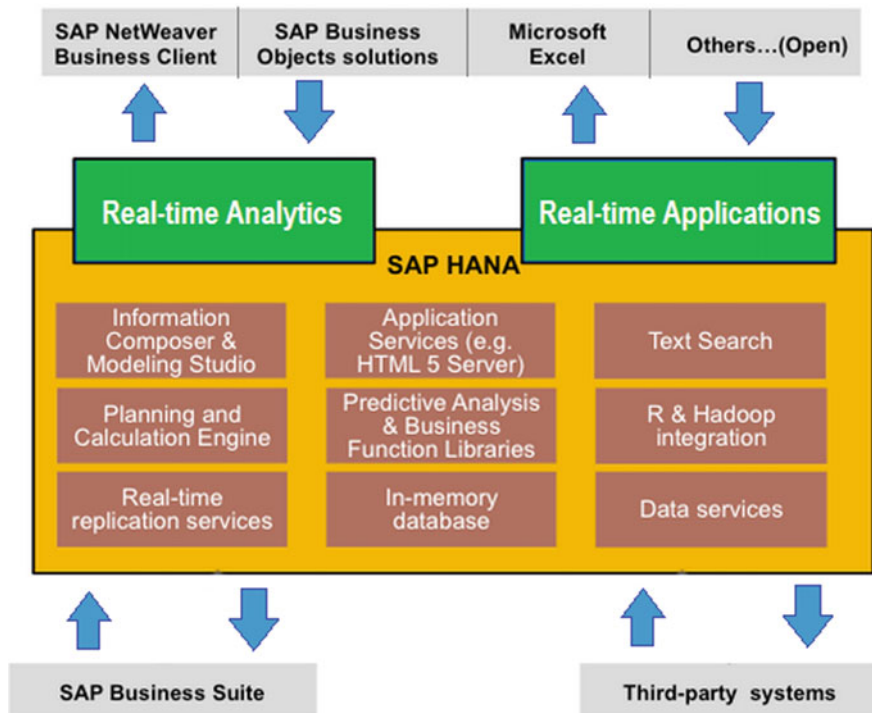 SAP NetWeaver
Business Client
SAP Business
Objects solutions
Microsoft
Excel
Others...(Open)
Real-time Analytics
Real-time Applications
SAP HANA
Information
Composer &
Modeling Studio
Application
Services (e.g.
HTML 5 Server)
Text Search
Planning and
Calculation Engine
Predictive Analysis
& Business
Function Libraries
R & Hadoop
integration
Real-time
replication services
In-memory
database
Data services
SAP Business Suite
Third-party systems